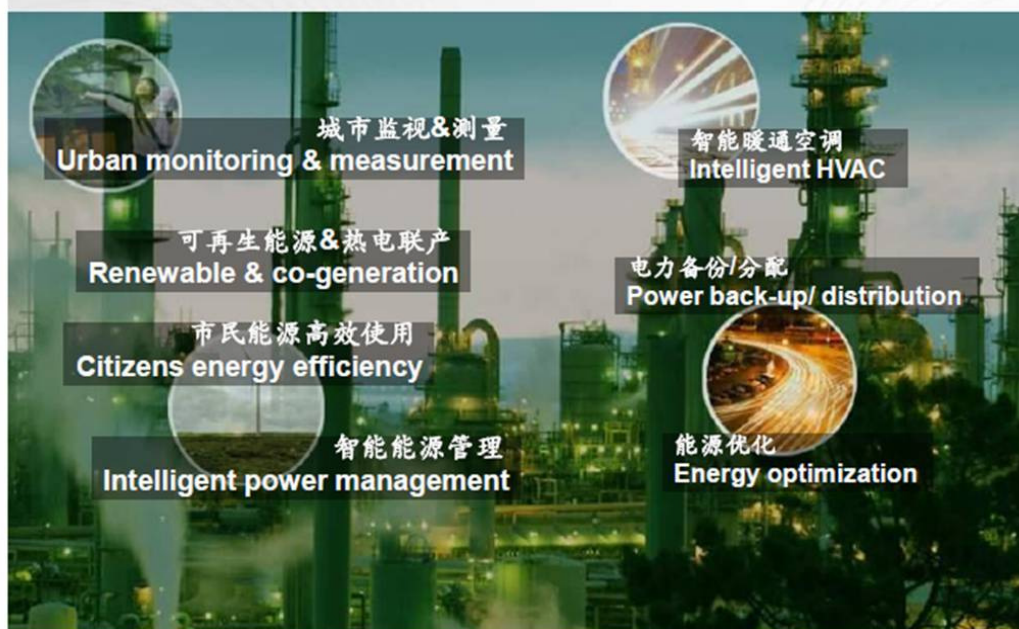 城市监视&测量
Urban monitoring & measurement
可再生能源&热电联产
Renewable & co-generation
市民能源高效使用
Citizens energy efficiency
智能能源管理
Intelligent power management
智能暖通空调
Intelligent HVAC
电力备份/分配
Power back-up/ distribution
能源优化
Energy optimization